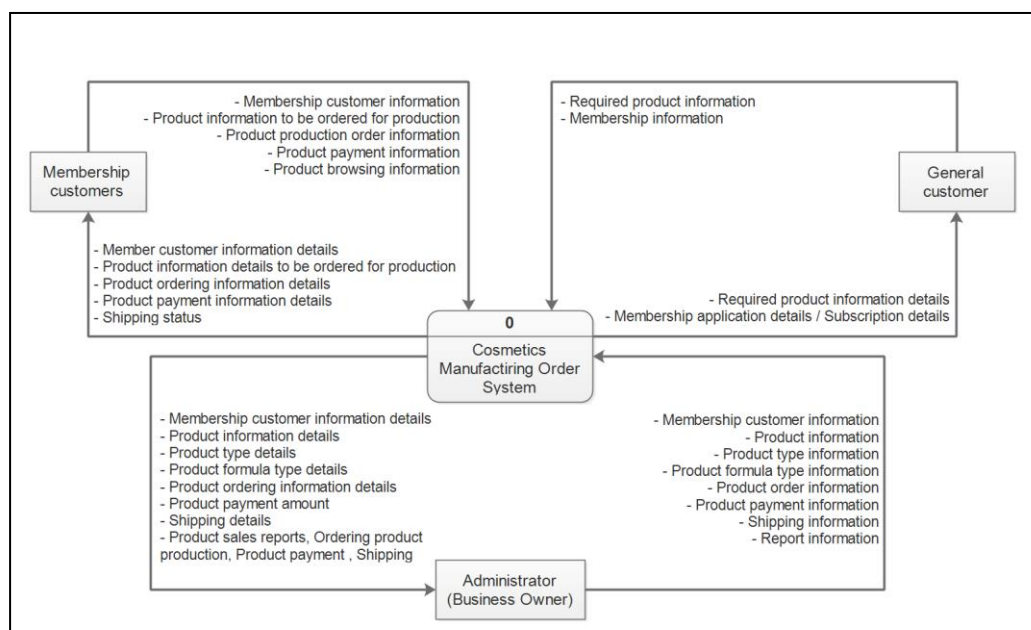 - Membership customer information
- Product information to be ordered for production
- Product production order information
- Product payment information
- Product browsing information
- Required product information
- Membership information
Membership
customers
General
customer
- Member customer information details
- Product information details to be ordered for production
- Product ordering information details
- Product payment information details
- Shipping status
- Required product information details
- Membership application details / Subscription details
0
Cosmetics
Manufactiring Order
System
- Membership customer information details
- Product information details
- Product type details
- Product formula type details
- Product ordering information details
- Product payment amount
- Shipping details
- Product sales reports, Ordering product
production, Product payment , Shipping
- Membership customer information
- Product information
- Product type information
- Product formula type information
- Product order information
- Product payment information
- Shipping information
- Report information
Administrator
(Business Owner)